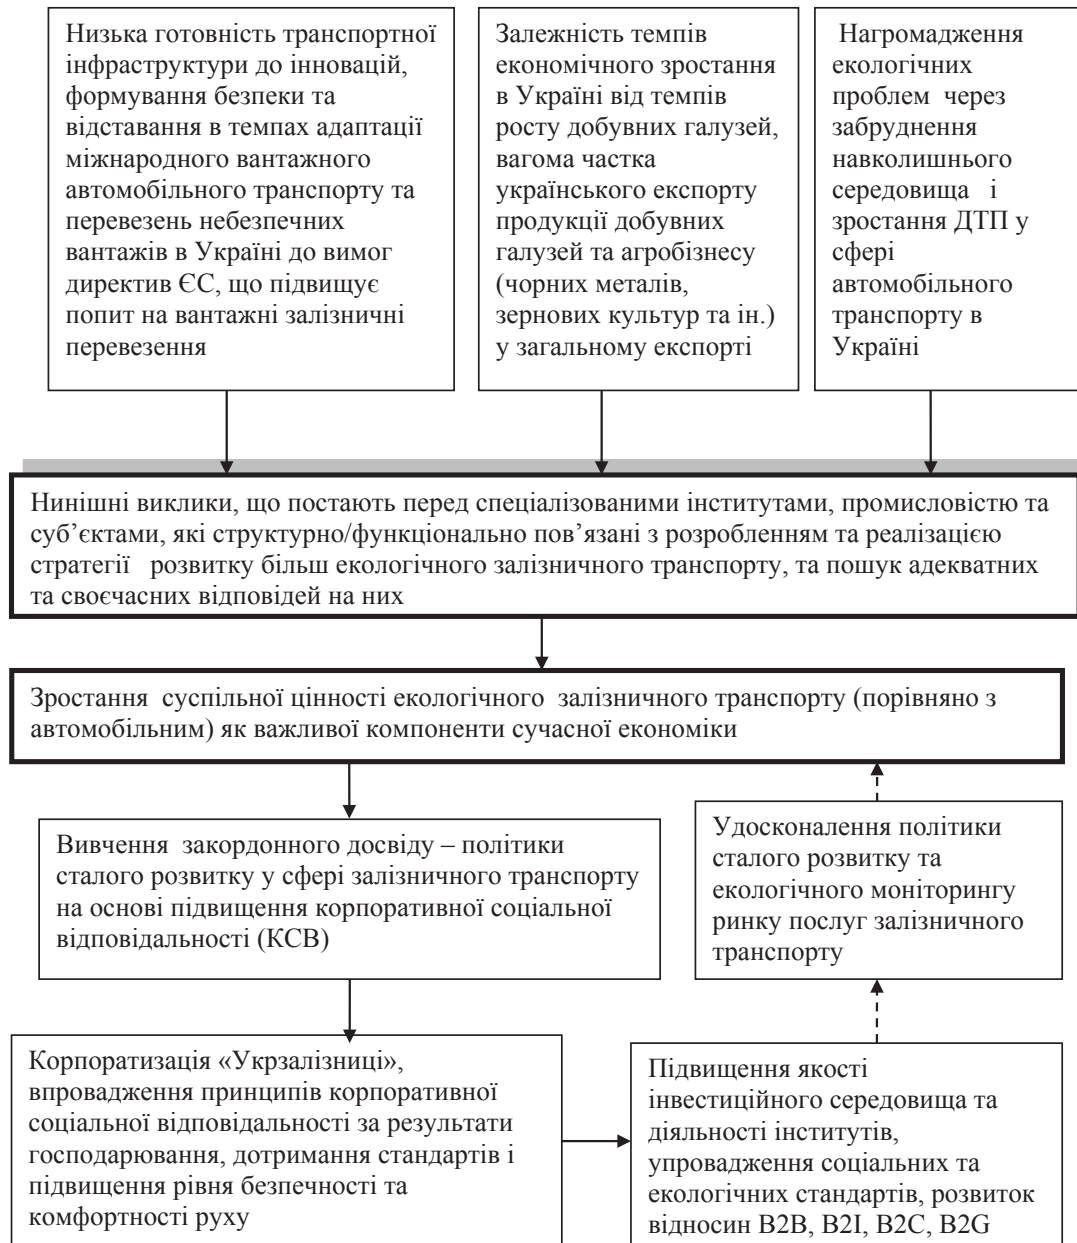 Низька готовність транспортної
інфраструктури до інновацій,
формування безпеки та
відставання в темпах адаптації
міжнародного вантажного
автомобільного транспорту та
перевезень небезпечних
вантажів в Україні до вимог
директив ЄС, що підвищує
попит на вантажні залізничні
перевезення
Залежність темпів
економічного зростання
в Україні від темпів
росту добувних галузей,
вагома частка
українського експорту
продукції добувних
галузей та агробізнесу
(чорних металів,
зернових культур та ін.)
у загальному експорті
Нагромадження
екологічних
проблем через
забруднення
навколишнього
середовища і
зростання ДТП у
сфері
автомобільного
транспорту в
Україні
Нинішні виклики, що постають перед спеціалізованими інститутами, промисловістю та
суб’єктами, які структурно/функціонально пов’язані з розробленням та реалізацією
стратегії розвитку більш екологічного залізничного транспорту, та пошук адекватних
та своєчасних відповідей на них
Зростання суспільної цінності екологічного залізничного транспорту (порівняно з
автомобільним) як важливої компоненти сучасної економіки
Вивчення закордонного досвіду – політики
сталого розвитку у сфері залізничного транспорту
на основі підвищення корпоративної соціальної
відповідальності (КСВ)
Удосконалення політики
сталого розвитку та
екологічного моніторингу
ринку послуг залізничного
транспорту
Корпоратизація «Укрзалізниці»,
впровадження принципів корпоративної
соціальної відповідальності за результати
господарювання, дотримання стандартів і
підвищення рівня безпечності та
комфортності руху
Підвищення якості
інвестиційного середовища та
діяльності інститутів,
упровадження соціальних та
екологічних стандартів, розвиток
відносин B2B, B2I, B2C, B2G